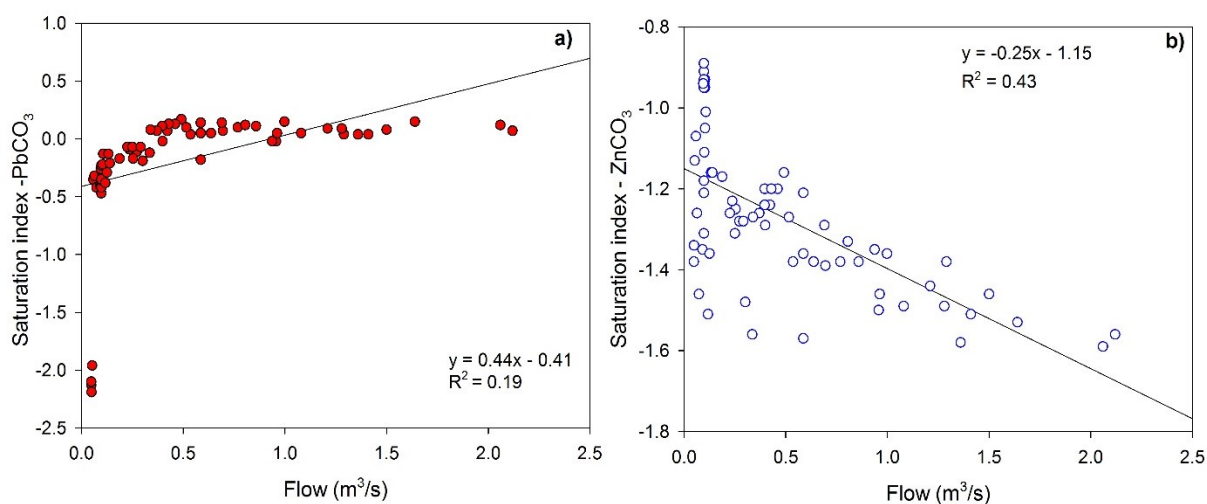 a)
1.0
0.5
0.0
-0.5
-1.0
-1.5
-2.0
-2.5
Saturation index -PbCO3
y = 0.44x - 0.41
R2 = 0.19
0.0 0.5 1.0 1.5 2.0 2.5
Flow (m3/s)
b)
-0.8
-1.0
-1.2
-1.4
-1.6
-1.8
Saturation index - ZnCO3
y = -0.25x - 1.15
R2 = 0.43
0.0 0.5 1.0 1.5 2.0 2.5
Flow (m3/s)